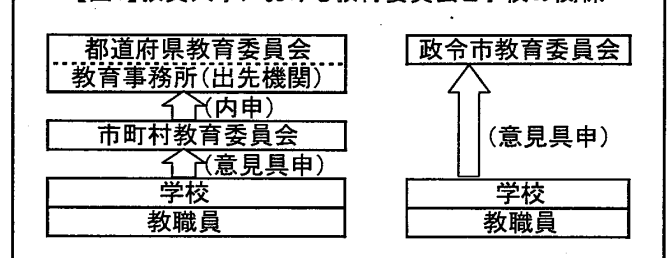 都道府県教育委員会
教育事務所(出先機関)
(内申)
市町村教育委員会
(意見具申)
学校
教職員
政令市教育委員会
(意見具申)
学校
教職員